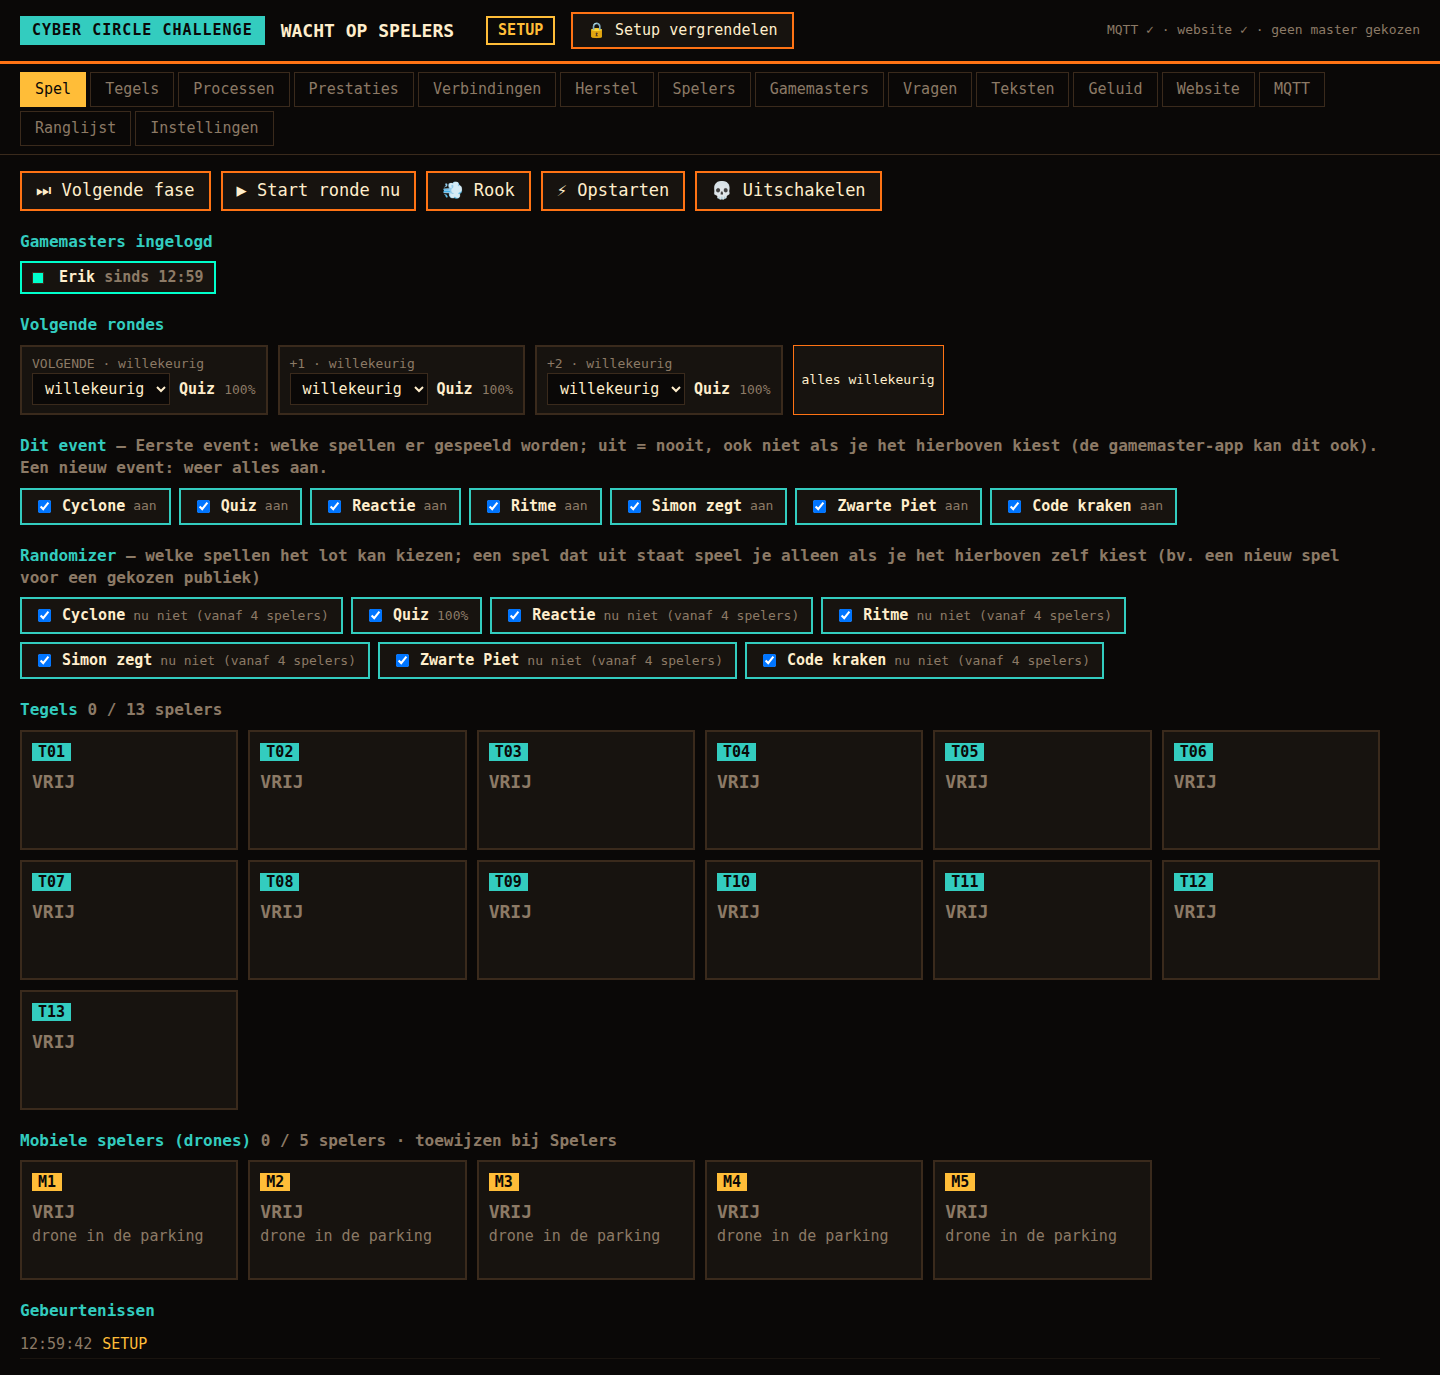 CYBER CIRCLE CHALLENGE WACHT OP SPELERS SETUP 🔒 Setup vergrendelen MQTT ✓ · website ✓ · geen master gekozen
Spel Tegels Processen Prestaties Verbindingen Herstel Spelers Gamemasters Vragen Teksten Geluid Website MQTT
Ranglijst Instellingen
⏭ Volgende fase ▶ Start ronde nu 💨 Rook ⚡ Opstarten 💀 Uitschakelen
Gamemasters ingelogd
Erik sinds 12:59
Volgende rondes
VOLGENDE · willekeurig +1 · willekeurig +2 · willekeurig
willekeurig Quiz 100% willekeurig Quiz 100% willekeurig Quiz 100% alles willekeurig
Dit event — Eerste event: welke spellen er gespeeld worden; uit = nooit, ook niet als je het hierboven kiest (de gamemaster-app kan dit ook).
Een nieuw event: weer alles aan.
Cyclone aan Quiz aan Reactie aan Ritme aan Simon zegt aan Zwarte Piet aan Code kraken aan
Randomizer — welke spellen het lot kan kiezen; een spel dat uit staat speel je alleen als je het hierboven zelf kiest (bv. een nieuw spel
voor een gekozen publiek)
Cyclone nu niet (vanaf 4 spelers) Quiz 100% Reactie nu niet (vanaf 4 spelers) Ritme nu niet (vanaf 4 spelers)
Simon zegt nu niet (vanaf 4 spelers) Zwarte Piet nu niet (vanaf 4 spelers) Code kraken nu niet (vanaf 4 spelers)
Tegels 0 / 13 spelers
T01 T02 T03 T04 T05 T06
VRIJ VRIJ VRIJ VRIJ VRIJ VRIJ
T07 T08 T09 T10 T11 T12
VRIJ VRIJ VRIJ VRIJ VRIJ VRIJ
T13
VRIJ
Mobiele spelers (drones) 0 / 5 spelers · toewijzen bij Spelers
M1 M2 M3 M4 M5
VRIJ VRIJ VRIJ VRIJ VRIJ
drone in de parking drone in de parking drone in de parking drone in de parking drone in de parking
Gebeurtenissen
12:59:42 SETUP